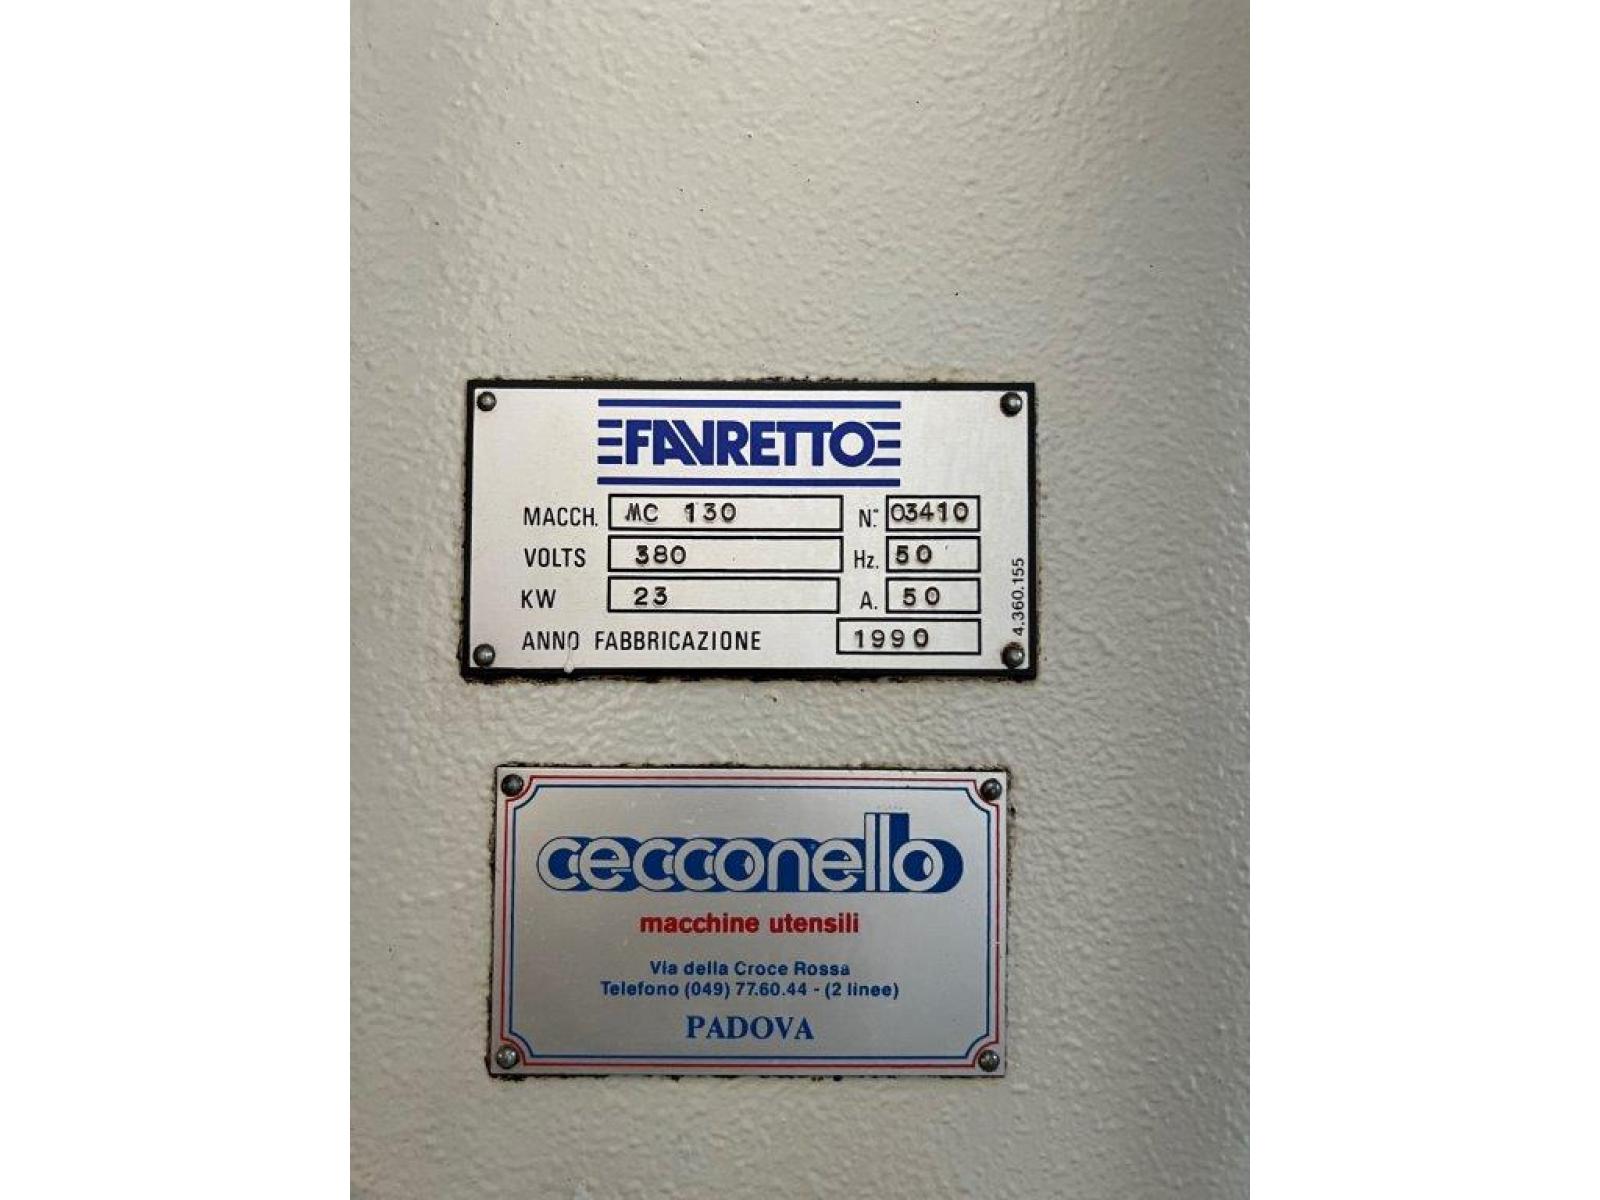 FAVRETTO
MACCH. MC 130 N° 03410
VOLTS 380 Hz. 50
KW 23 A. 50
ANNO FABBRICAZIONE 1990
4.360.155
cecconello
macchine utensili
Via della Croce Rossa
Telefono (049) 77.60.44 - (2 linee)
PADOVA